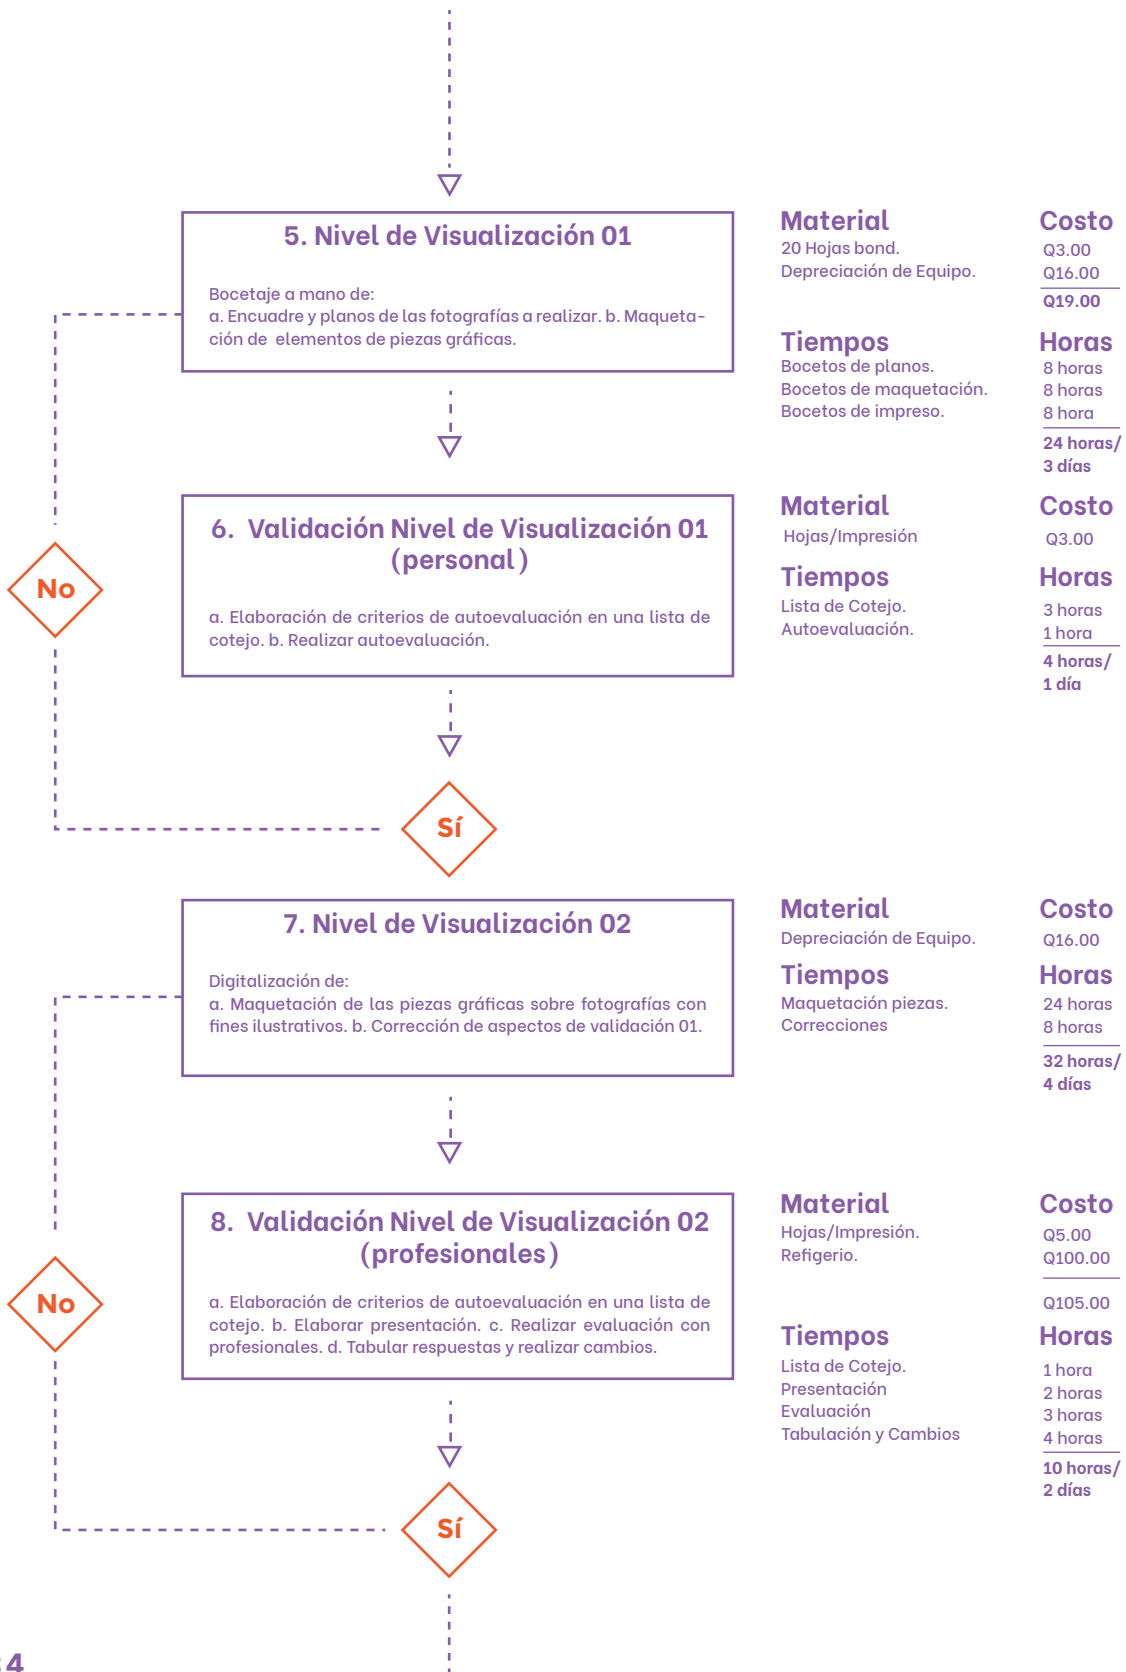 5. Nivel de Visualización 01
Bocetaje a mano de:
a. Encuadre y planos de las fotografías a realizar. b. Maqueta-
ción de elementos de piezas gráficas.
Material
Costo
20 Hojas bond.
Q3.00
Depreciación de Equipo.
Q16.00
Q19.00
Tiempos
Horas
Bocetos de planos.
8 horas
Bocetos de maquetación.
8 horas
Bocetos de impreso.
8 hora
24 horas/
3 días
6. Validación Nivel de Visualización 01
(personal)
a. Elaboración de criterios de autoevaluación en una lista de
cotejo. b. Realizar autoevaluación.
Material
Costo
Hojas/Impresión
Q3.00
Tiempos
Horas
Lista de Cotejo.
3 horas
Autoevaluación.
1 hora
4 horas/
1 día
No
Sí
7. Nivel de Visualización 02
Digitalización de:
a. Maquetación de las piezas gráficas sobre fotografías con
fines ilustrativos. b. Corrección de aspectos de validación 01.
Material
Costo
Depreciación de Equipo.
Q16.00
Tiempos
Horas
Maquetación piezas.
24 horas
Correcciones
8 horas
32 horas/
4 días
8. Validación Nivel de Visualización 02
(profesionales)
a. Elaboración de criterios de autoevaluación en una lista de
cotejo. b. Elaborar presentación. c. Realizar evaluación con
profesionales. d. Tabular respuestas y realizar cambios.
Material
Costo
Hojas/Impresión.
Q5.00
Refigerio.
Q100.00
Q105.00
Tiempos
Horas
Lista de Cotejo.
1 hora
Presentación
2 horas
Evaluación
3 horas
Tabulación y Cambios
4 horas
10 horas/
2 días
No
Sí